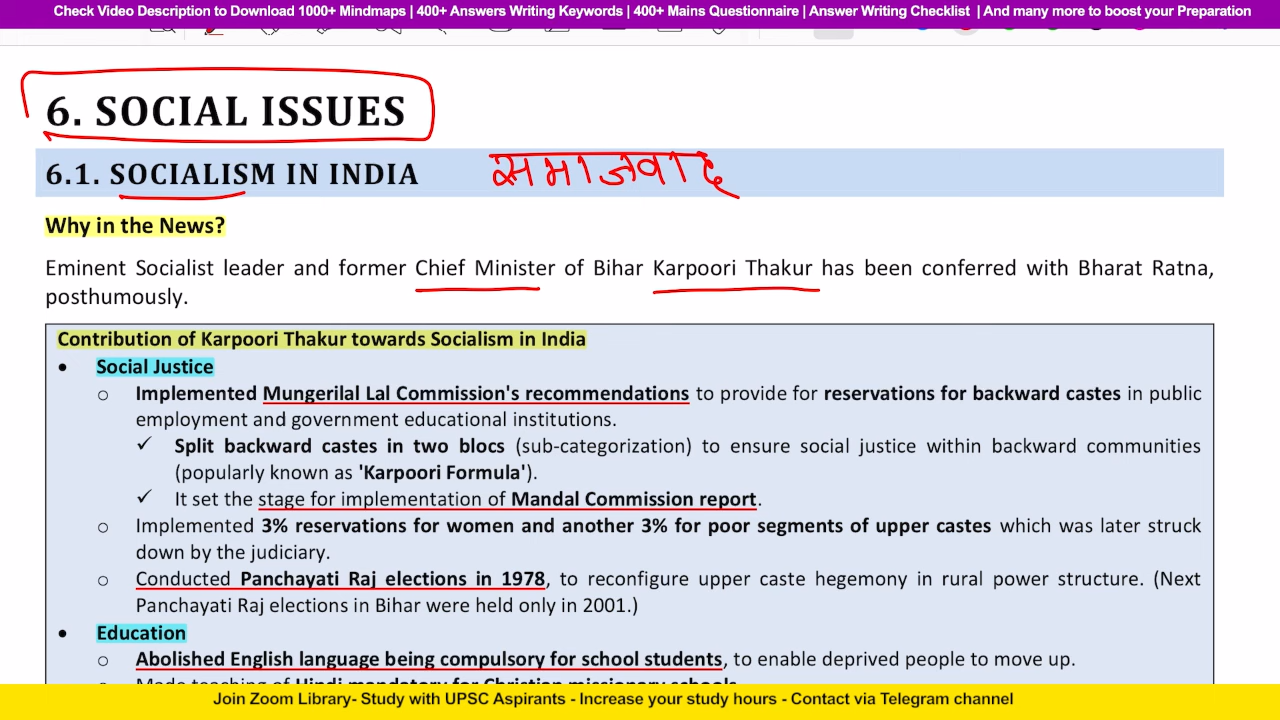 Check Video Description to Download 1000+ Mindmaps | 400+ Answers Writing Keywords | 400+ Mains Questionnaire | Answer Writing Checklist | And many more to boost your Preparation
6. SOCIAL ISSUES
6.1. SOCIALISM IN INDIA समाजवाद
Why in the News?
Eminent Socialist leader and former Chief Minister of Bihar Karpoori Thakur has been conferred with Bharat Ratna,
posthumously.
Contribution of Karpoori Thakur towards Socialism in India
• Social Justice
o Implemented Mungerilal Lal Commission's recommendations to provide for reservations for backward castes in public
employment and government educational institutions.
✓ Split backward castes in two blocs (sub-categorization) to ensure social justice within backward communities
(popularly known as 'Karpoori Formula').
✓ It set the stage for implementation of Mandal Commission report.
o Implemented 3% reservations for women and another 3% for poor segments of upper castes which was later struck
down by the judiciary.
o Conducted Panchayati Raj elections in 1978, to reconfigure upper caste hegemony in rural power structure. (Next
Panchayati Raj elections in Bihar were held only in 2001.)
• Education
o Abolished English language being compulsory for school students, to enable deprived people to move up.
o Made teaching of Hindi mandatory for Christian missionary schools.
Join Zoom Library- Study with UPSC Aspirants - Increase your study hours - Contact via Telegram channel